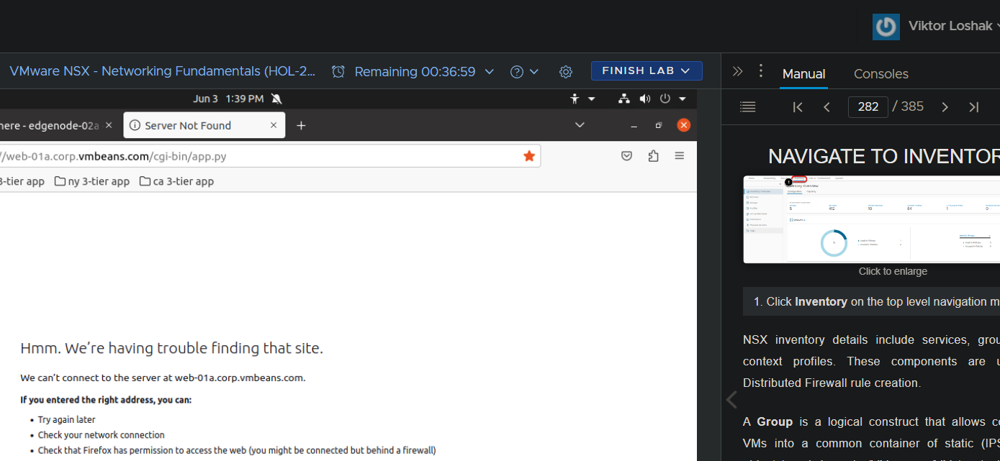 Viktor Loshak
VMware NSX - Networking Fundamentals (HOL-2...
Remaining 00:36:59
FINISH LAB
Manual
Consoles
Jun 3 1:39 PM
282 / 385
here - edgenode-02a
Server Not Found
/web-01a.corp.vmbeans.com/cgi-bin/app.py
3-tier app
ny 3-tier app
ca 3-tier app
Hmm. We're having trouble finding that site.
We can't connect to the server at web-01a.corp.vmbeans.com.
If you entered the right address, you can:
• Try again later
• Check your network connection
• Check that Firefox has permission to access the web (you might be connected but behind a firewall)
NAVIGATE TO INVENTOR
Inventory Overview
Click to enlarge
1. Click Inventory on the top level navigation m
NSX inventory details include services, grou
context profiles. These components are u
Distributed Firewall rule creation.
A Group is a logical construct that allows co
VMs into a common container of static (IPS